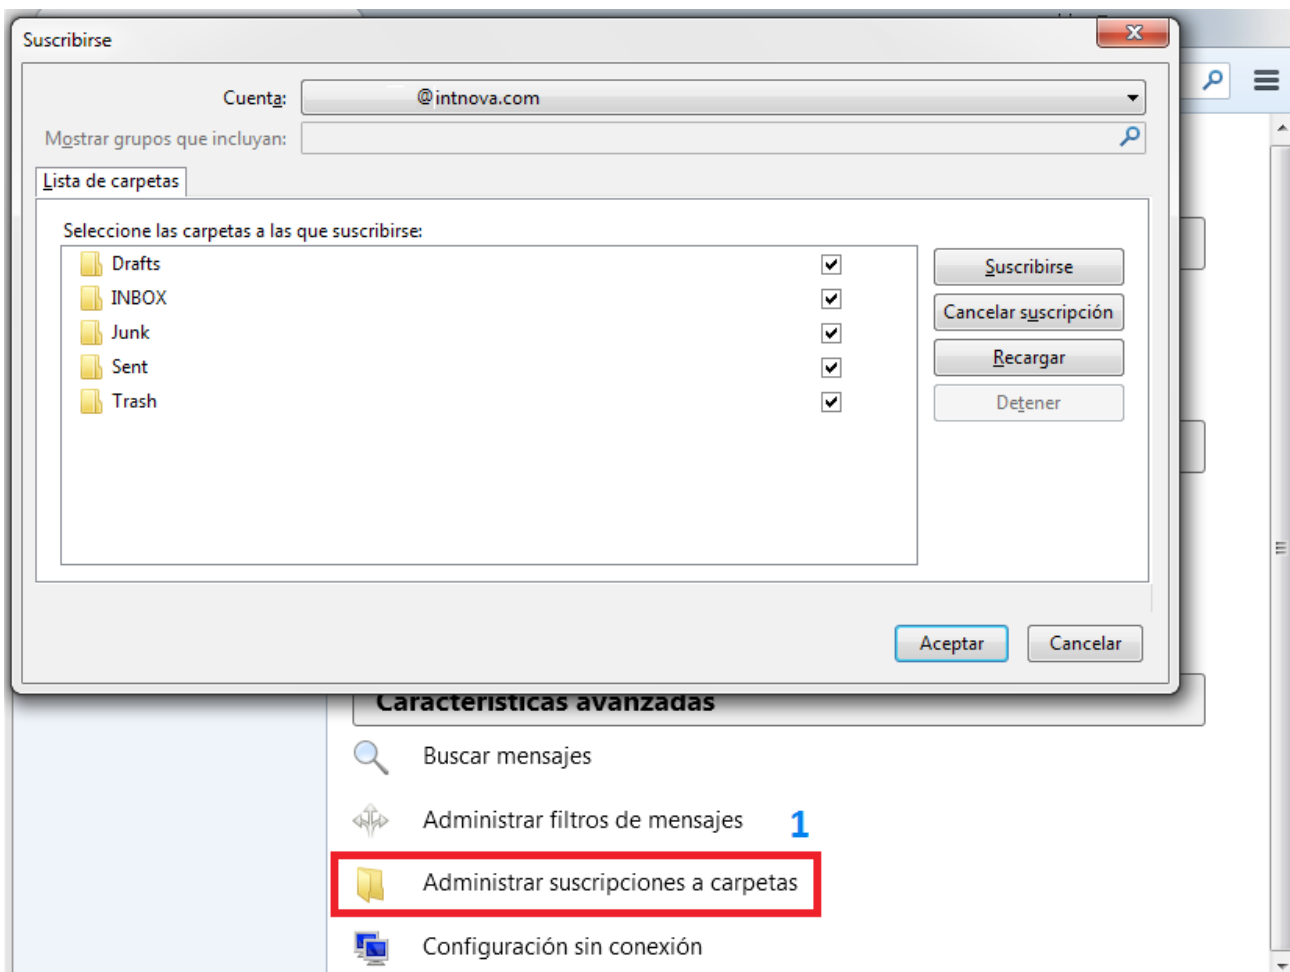 Suscribirse
Cuenta: @intnova.com
Mostrar grupos que incluyan:
Lista de carpetas
Seleccione las carpetas a las que suscribirse:
Drafts
INBOX
Junk
Sent
Trash
Suscribirse
Cancelar suscripción
Recargar
Detener
Aceptar Cancelar
Características avanzadas
Buscar mensajes
Administrar filtros de mensajes 1
Administrar suscripciones a carpetas
Configuración sin conexión